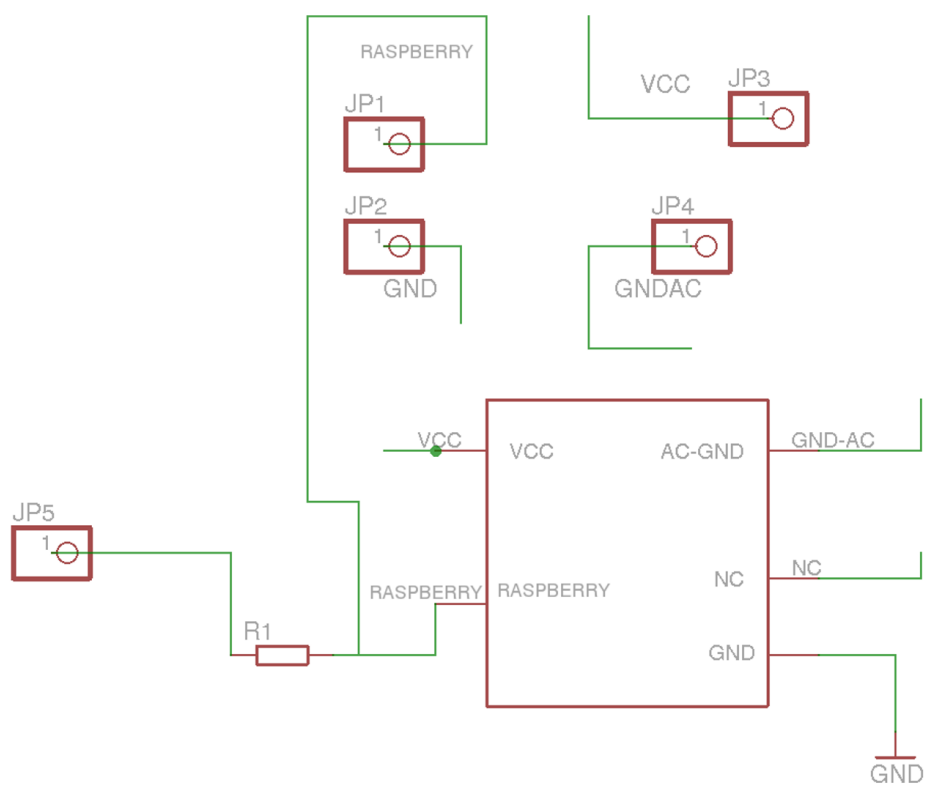 RASPBERRY
JP1
1
VCC
JP3
1
JP2
1
GND
JP4
1
GNDAC
VCC
VCC
AC-GND
GND-AC
JP5
1
RASPBERRY
RASPBERRY
NC
NC
R1
GND
GND